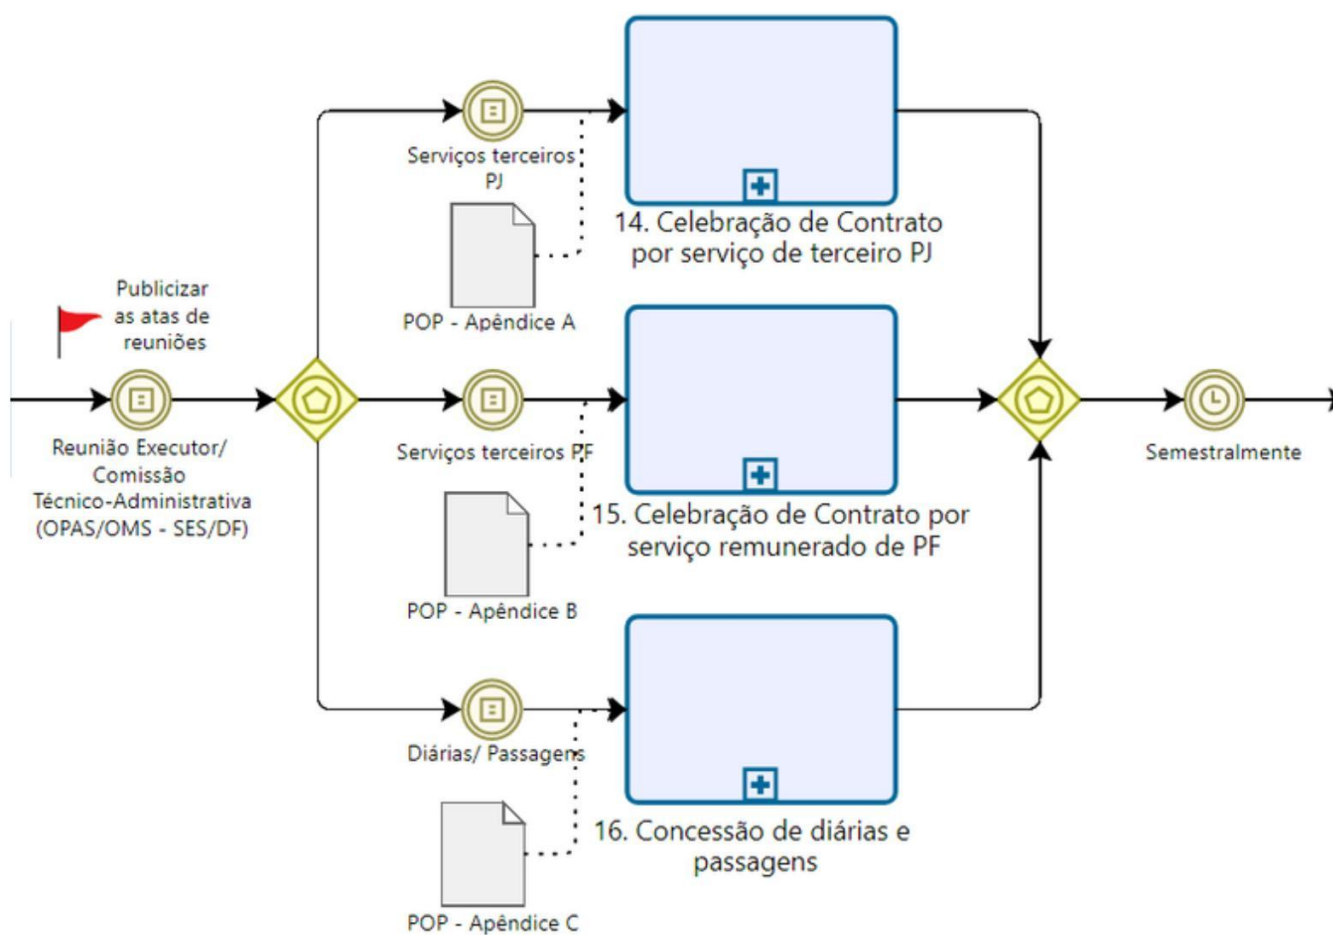 Serviços terceiros
PJ
14. Celebração de Contrato
por serviço de terceiro PJ
POP - Apêndice A
Publicizar
as atas de
reuniões
Reunião Executor/
Comissão
Técnico-Administrativa
(OPAS/OMS - SES/DF)
Serviços terceiros PF
Semestralmente
15. Celebração de Contrato por
serviço remunerado de PF
POP - Apêndice B
Diárias/ Passagens
16. Concessão de diárias e
passagens
POP - Apêndice C